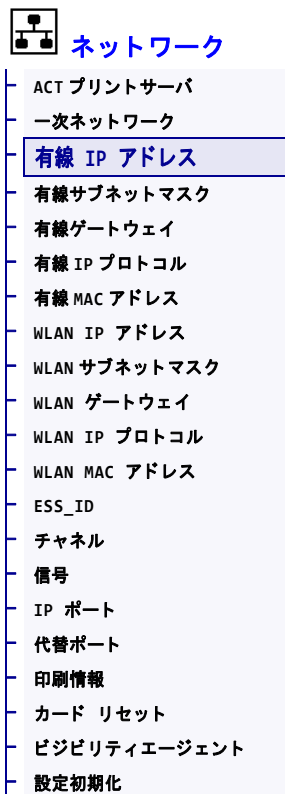 ネットワーク
ACT プリントサーバ
一次ネットワーク
有線 IP アドレス
有線サブネットマスク
有線ゲートウェイ
有線 IP プロトコル
有線 MAC アドレス
WLAN IP アドレス
WLAN サブネットマスク
WLAN ゲートウェイ
WLAN IP プロトコル
WLAN MAC アドレス
ESS_ID
チャネル
信号
IP ポート
代替ポート
印刷情報
カード リセット
ビジビリティエージェント
設定初期化